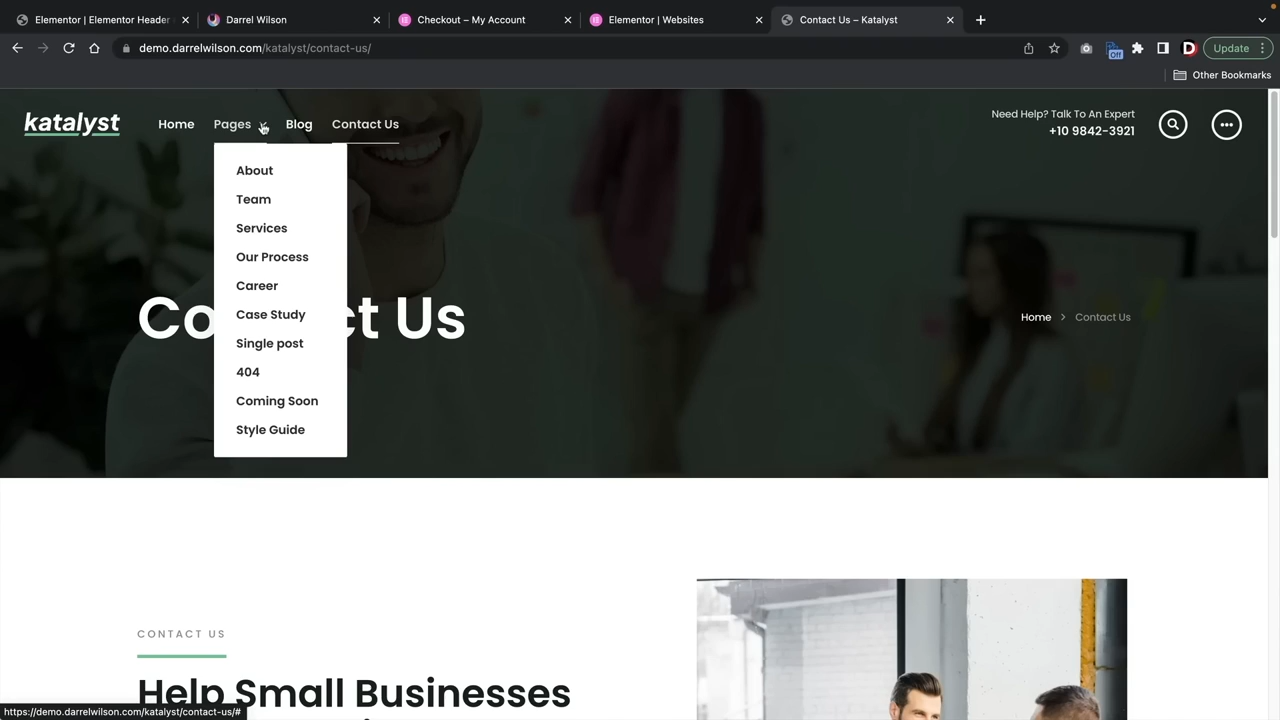 Elementor | Elementor Header
Darrel Wilson
Checkout – My Account
Elementor | Websites
Contact Us – Katalyst
demo.darrelwilson.com/katalyst/contact-us/
Off
D
Update
Other Bookmarks
katalyst
Home
Pages
Blog
Contact Us
Need Help? Talk To An Expert
+10 9842-3921
About
Team
Services
Our Process
Career
Case Study
Single post
404
Coming Soon
Style Guide
Co ct Us
Home
Contact Us
CONTACT US
Help Small Businesses
https://demo.darrelwilson.com/katalyst/contact-us/#